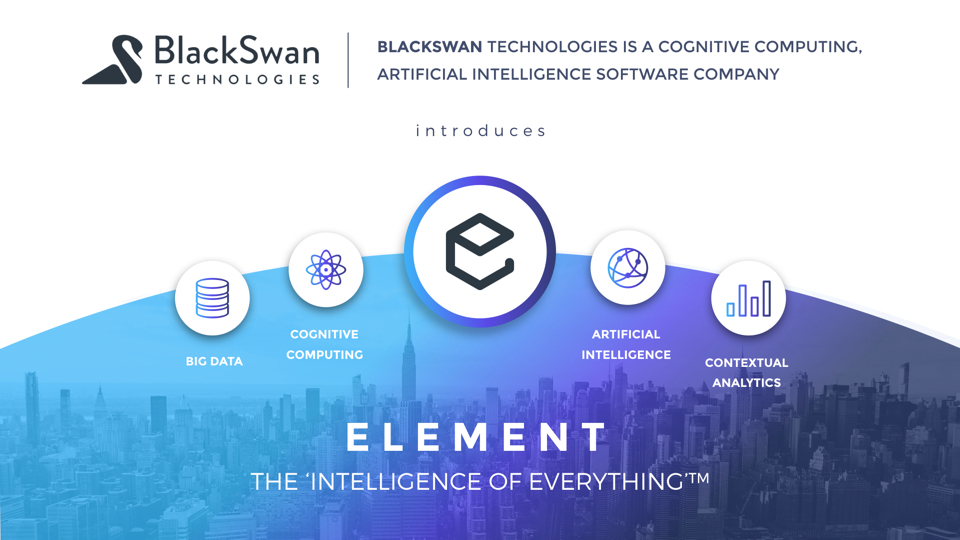 BlackSwan
TECHNOLOGIES
BLACKSWAN TECHNOLOGIES IS A COGNITIVE COMPUTING,
ARTIFICIAL INTELLIGENCE SOFTWARE COMPANY
introduces
BIG DATA
COGNITIVE
COMPUTING
ARTIFICIAL
INTELLIGENCE
CONTEXTUAL
ANALYTICS
ELEMENT
THE ‘INTELLIGENCE OF EVERYTHING’™